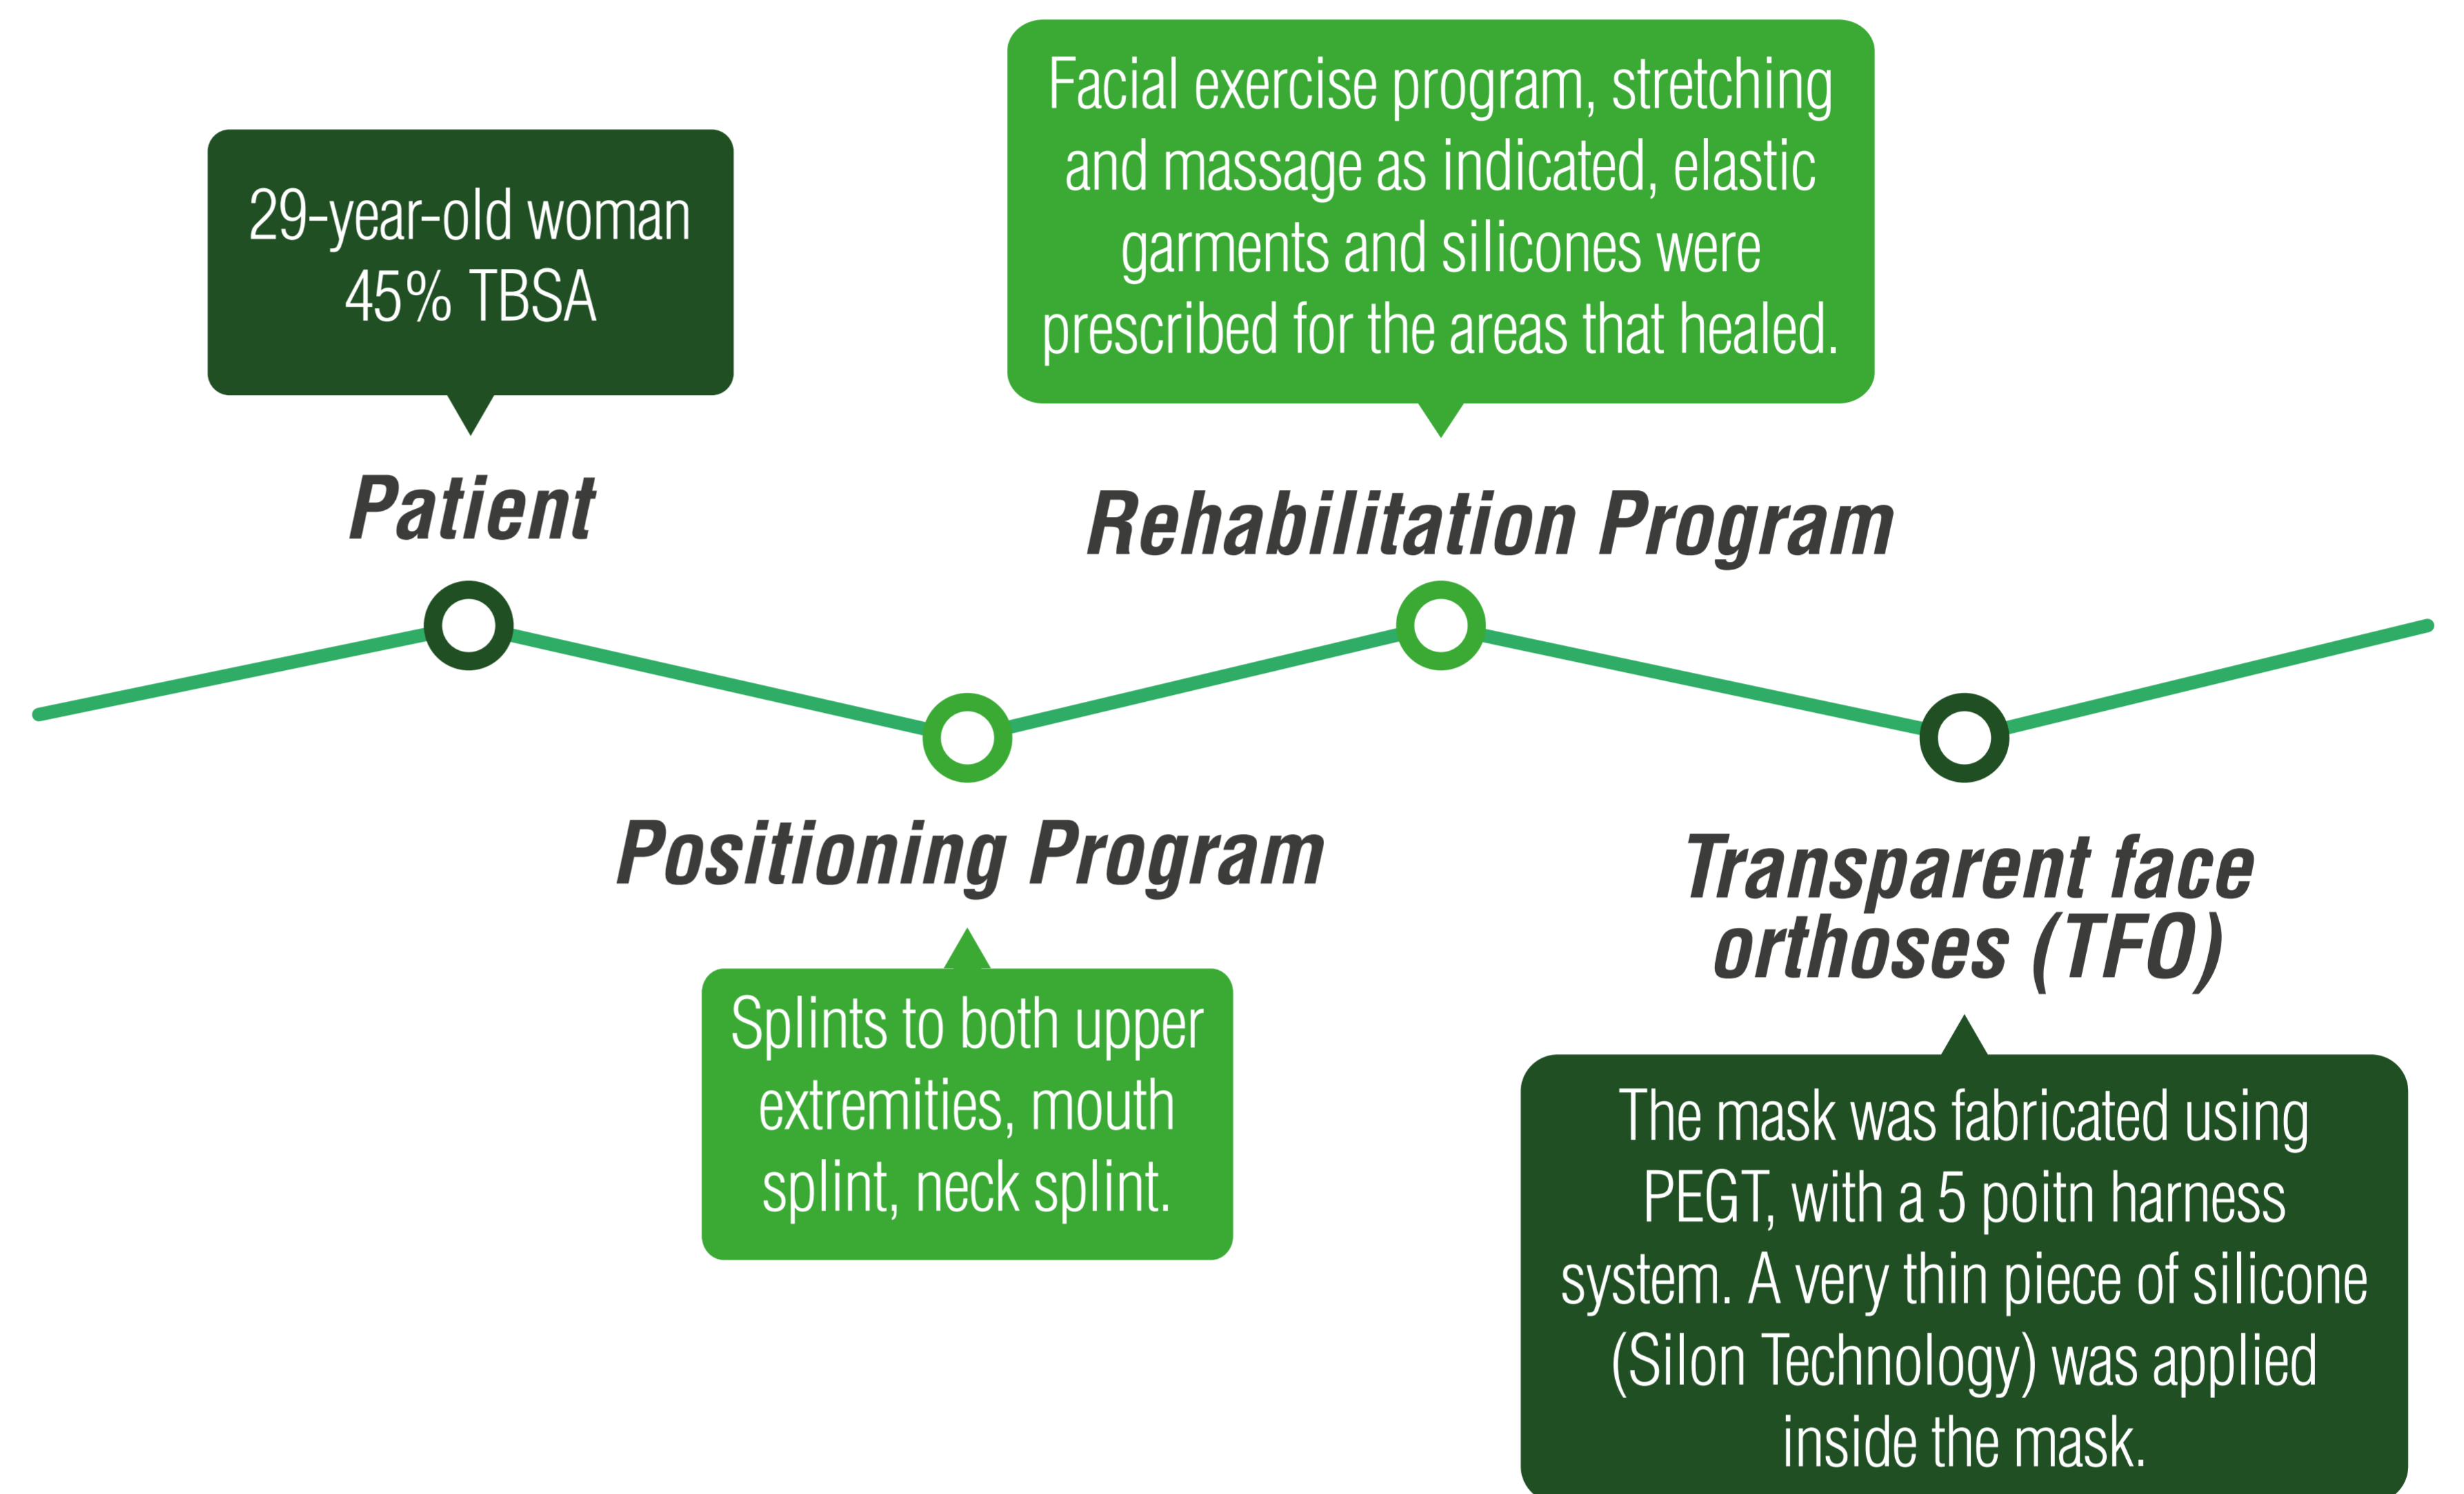 29-year-old woman
45% TBSA
Patient
Splints to both upper
extremities, mouth
splint, neck splint.
Positioning Program
Facial exercise program, stretching
and massage as indicated, elastic
garments and silicones were
prescribed for the areas that healed.
Rehabilitation Program
Transparent face
orthoses (TFO)
The mask was fabricated using
PEGT, with a 5 poitn harness
system. A very thin piece of silicone
(Silon Technology) was applied
inside the mask.